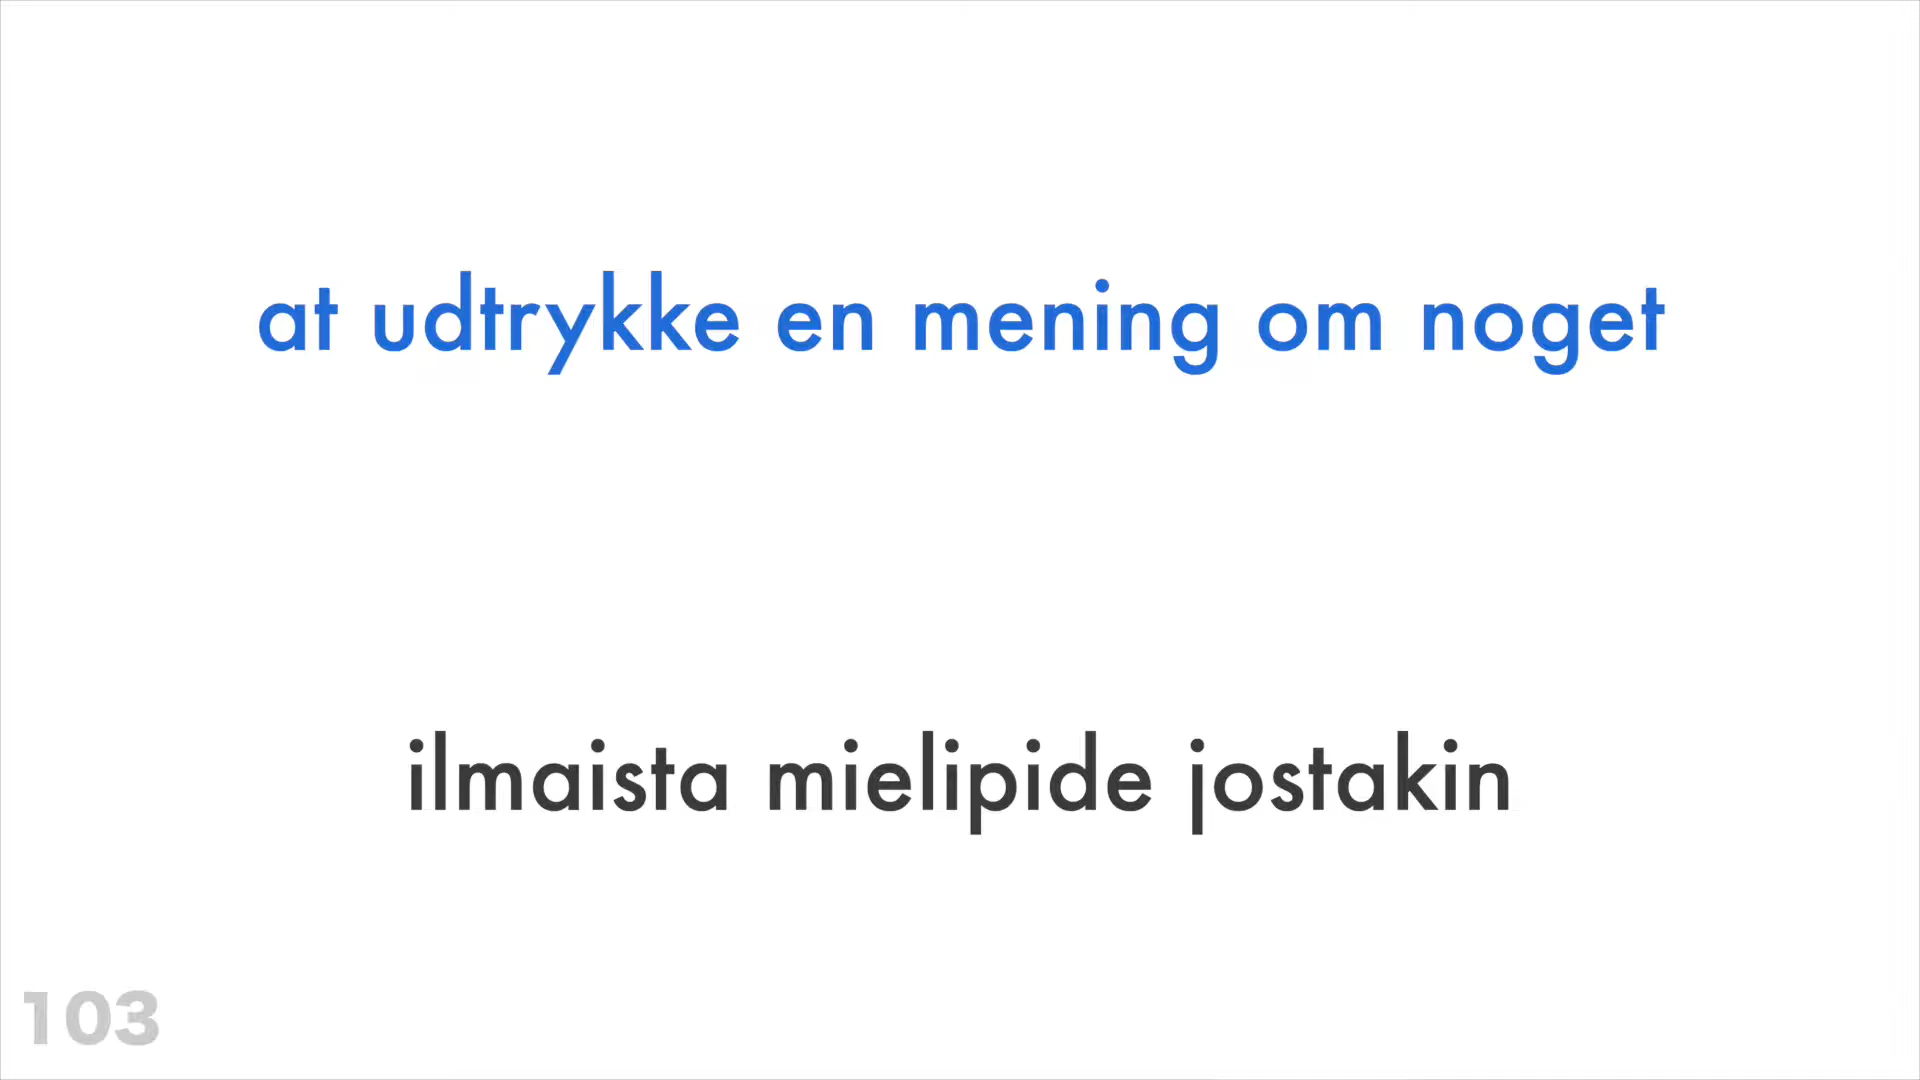 at udtrykke en mening om noget
ilmaista mielipide jostakin
103